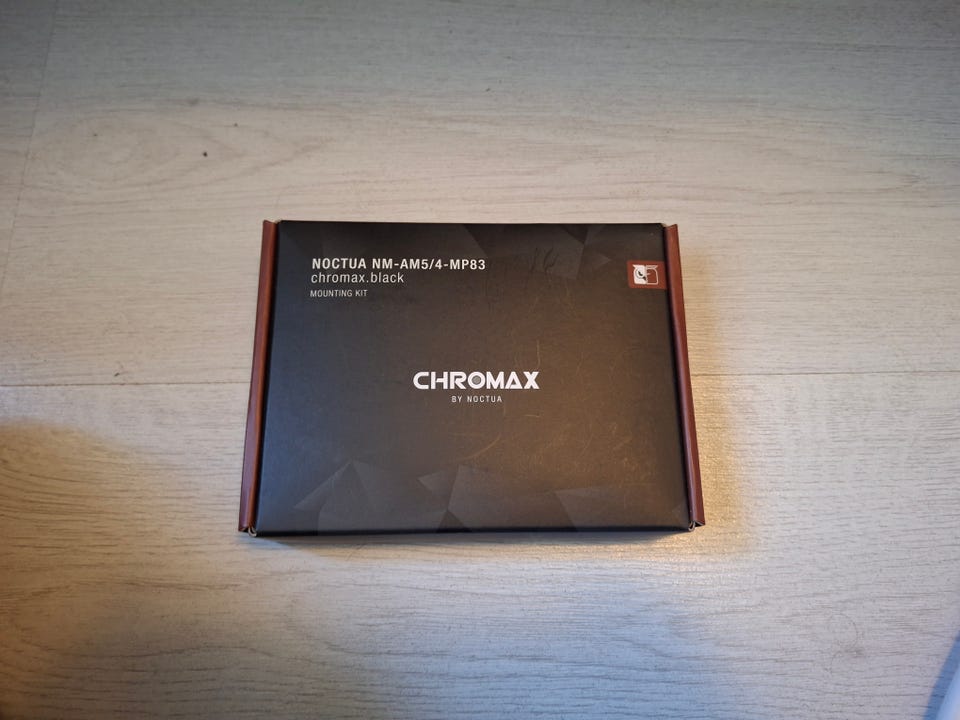 NOCTUA NM-AM5/4-MP83
chromax.black
MOUNTING KIT
CHROMAX
BY NOCTUA